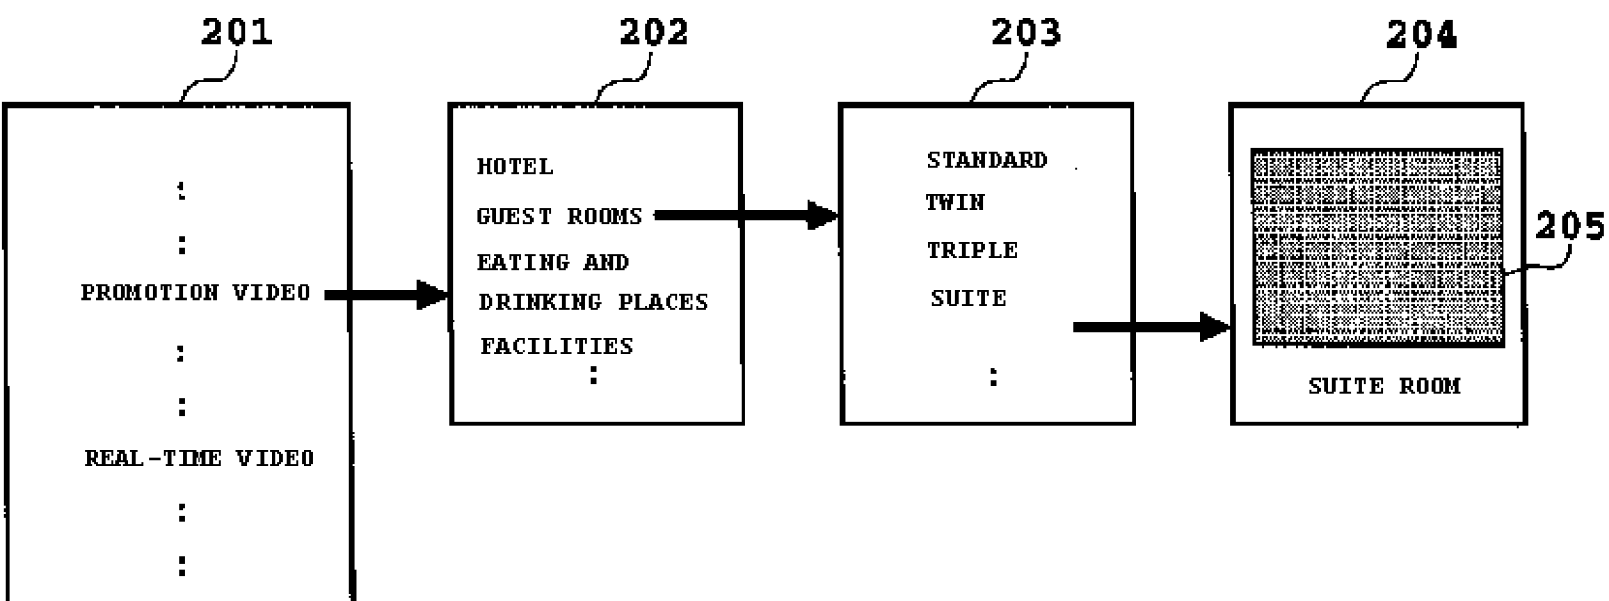 201
202
203
204
:
:
PROMOTION VIDEO
:
:
REAL-TIME VIDEO
:
:
HOTEL
GUEST ROOMS
EATING AND
DRINKING PLACES
FACILITIES
:
STANDARD
TWIN
TRIPLE
SUITE
:
205
SUITE ROOM